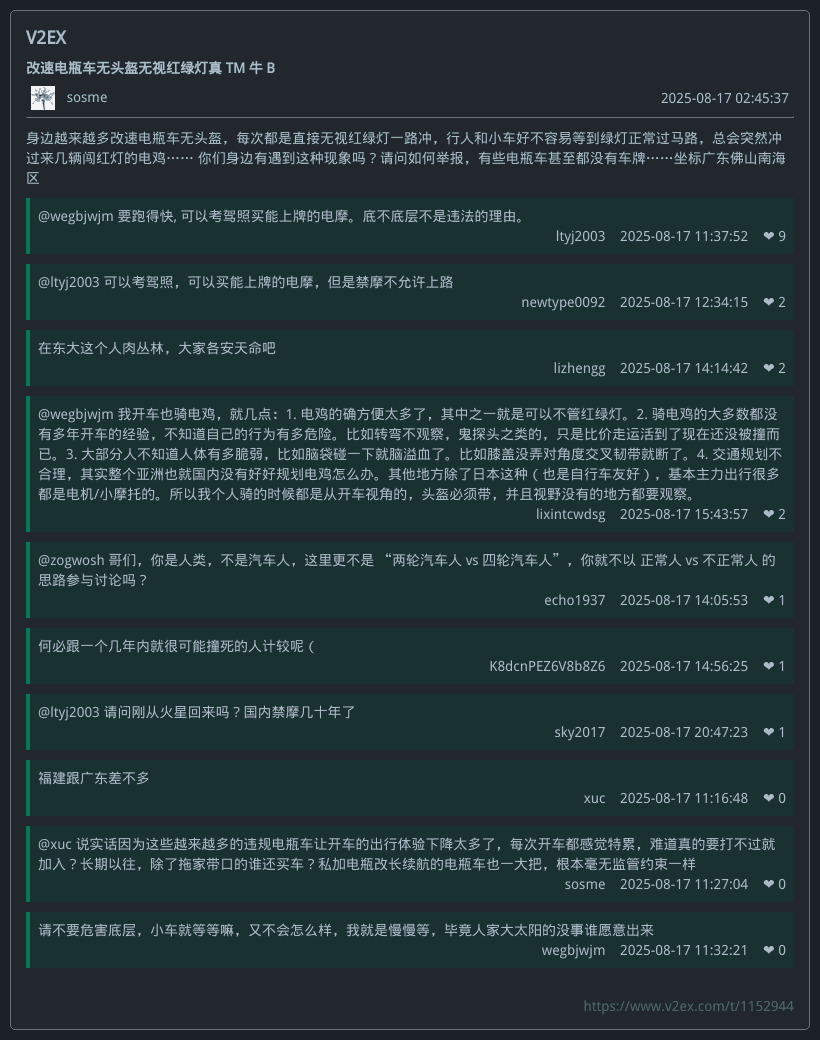 V2EX
改速电瓶车无头盔无视红绿灯真 TM 牛 B
sosme
2025-08-17 02:45:37
身边越来越多改速电瓶车无头盔，每次都是直接无视红绿灯一路冲，行人和小车好不容易等到绿灯正常过马路，总会突然冲
过来几辆闯红灯的电鸡…… 你们身边有遇到这种现象吗？请问如何举报，有些电瓶车甚至都没有车牌……坐标广东佛山南海
区
@wegbjwjm 要跑得快, 可以考驾照买能上牌的电摩。底不底层不是违法的理由。
ltyj2003 2025-08-17 11:37:52 ❤ 9
@ltyj2003 可以考驾照，可以买能上牌的电摩，但是禁摩不允许上路
newtype0092 2025-08-17 12:34:15 ❤ 2
在东大这个人肉丛林，大家各安天命吧
lizhengg 2025-08-17 14:14:42 ❤ 2
@wegbjwjm 我开车也骑电鸡，就几点：1. 电鸡的确方便太多了，其中之一就是可以不管红绿灯。2. 骑电鸡的大多数都没
有多年开车的经验，不知道自己的行为有多危险。比如转弯不观察，鬼探头之类的，只是比价走运活到了现在还没被撞而
已。3. 大部分人不知道人体有多脆弱，比如脑袋碰一下就脑溢血了。比如膝盖没弄对角度交叉韧带就断了。4. 交通规划不
合理，其实整个亚洲也就国内没有好好规划电鸡怎么办。其他地方除了日本这种（也是自行车友好），基本主力出行很多
都是电机/小摩托的。所以我个人骑的时候都是从开车视角的，头盔必须带，并且视野没有的地方都要观察。
lixintcwdsg 2025-08-17 15:43:57 ❤ 2
@zogwosh 哥们，你是人类，不是汽车人，这里更不是 “两轮汽车人 vs 四轮汽车人”，你就不以 正常人 vs 不正常人 的
思路参与讨论吗？
echo1937 2025-08-17 14:05:53 ❤ 1
何必跟一个几年内就很可能撞死的人计较呢（
K8dcnPEZ6V8b8Z6 2025-08-17 14:56:25 ❤ 1
@ltyj2003 请问刚从火星回来吗？国内禁摩几十年了
sky2017 2025-08-17 20:47:23 ❤ 1
福建跟广东差不多
xuc 2025-08-17 11:16:48 ❤ 0
@xuc 说实话因为这些越来越多的违规电瓶车让开车的出行体验下降太多了，每次开车都感觉特累，难道真的要打不过就
加入？长期以往，除了拖家带口的谁还买车？私加电瓶改长续航的电瓶车也一大把，根本毫无监管约束一样
sosme 2025-08-17 11:27:04 ❤ 0
请不要危害底层，小车就等等嘛，又不会怎么样，我就是慢慢等，毕竟人家大太阳的没事谁愿意出来
wegbjwjm 2025-08-17 11:32:21 ❤ 0
https://www.v2ex.com/t/1152944